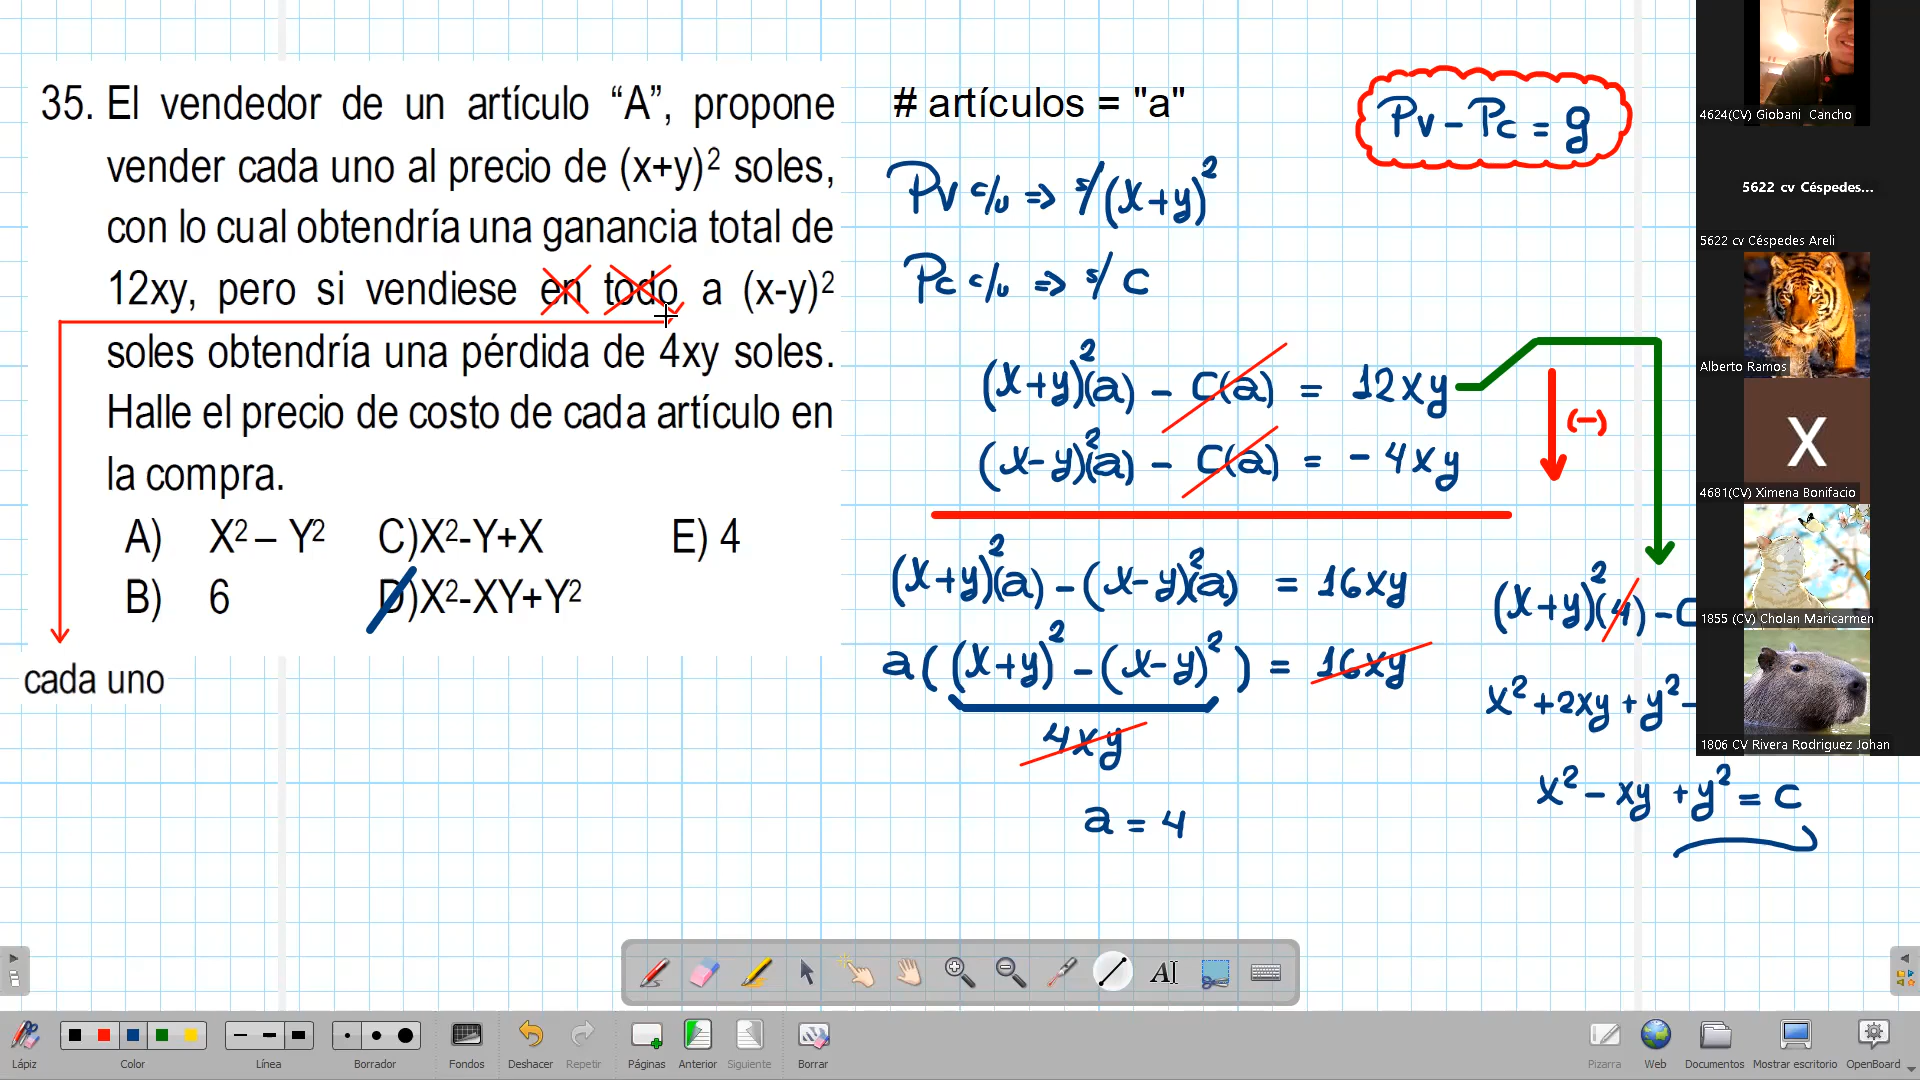 35. El vendedor de un artículo “A”, propone
vender cada uno al precio de (x+y)² soles,
con lo cual obtendría una ganancia total de
12xy, pero si vendiese en todo a (x-y)²
soles obtendría una pérdida de 4xy soles.
Halle el precio de costo de cada artículo en
la compra.
A) X² – Y² C)X²-Y+X E) 4
B) 6 D)X²-XY+Y²
cada uno
# artículos = "a"
Pv - Pc = g
Pv c/u ⇒ s/(x+y)²
Pc c/u ⇒ s/ C
(x+y)²(a) - C(a) = 12xy
(x-y)²(a) - C(a) = -4xy
(-)
(x+y)²(a) - (x-y)²(a) = 16xy
a((x+y)² - (x-y)²) = 16xy
4xy
a = 4
(x+y)²(4) - C
x² + 2xy + y² -
x² - xy + y² = C
4624(CV) Giobani Cancho
5622 cv Céspedes...
5622 cv Céspedes Areli
Alberto Ramos
X
4681(CV) Ximena Bonifacio
1855 (CV) Cholan Maricarmen
1806 CV Rivera Rodriguez Johan
Lápiz
Color
Línea
Borrador
Fondos
Deshacer
Repetir
Páginas
Anterior
Siguiente
Borrar
Pizarra
Web
Documentos
Mostrar escritorio
OpenBoard